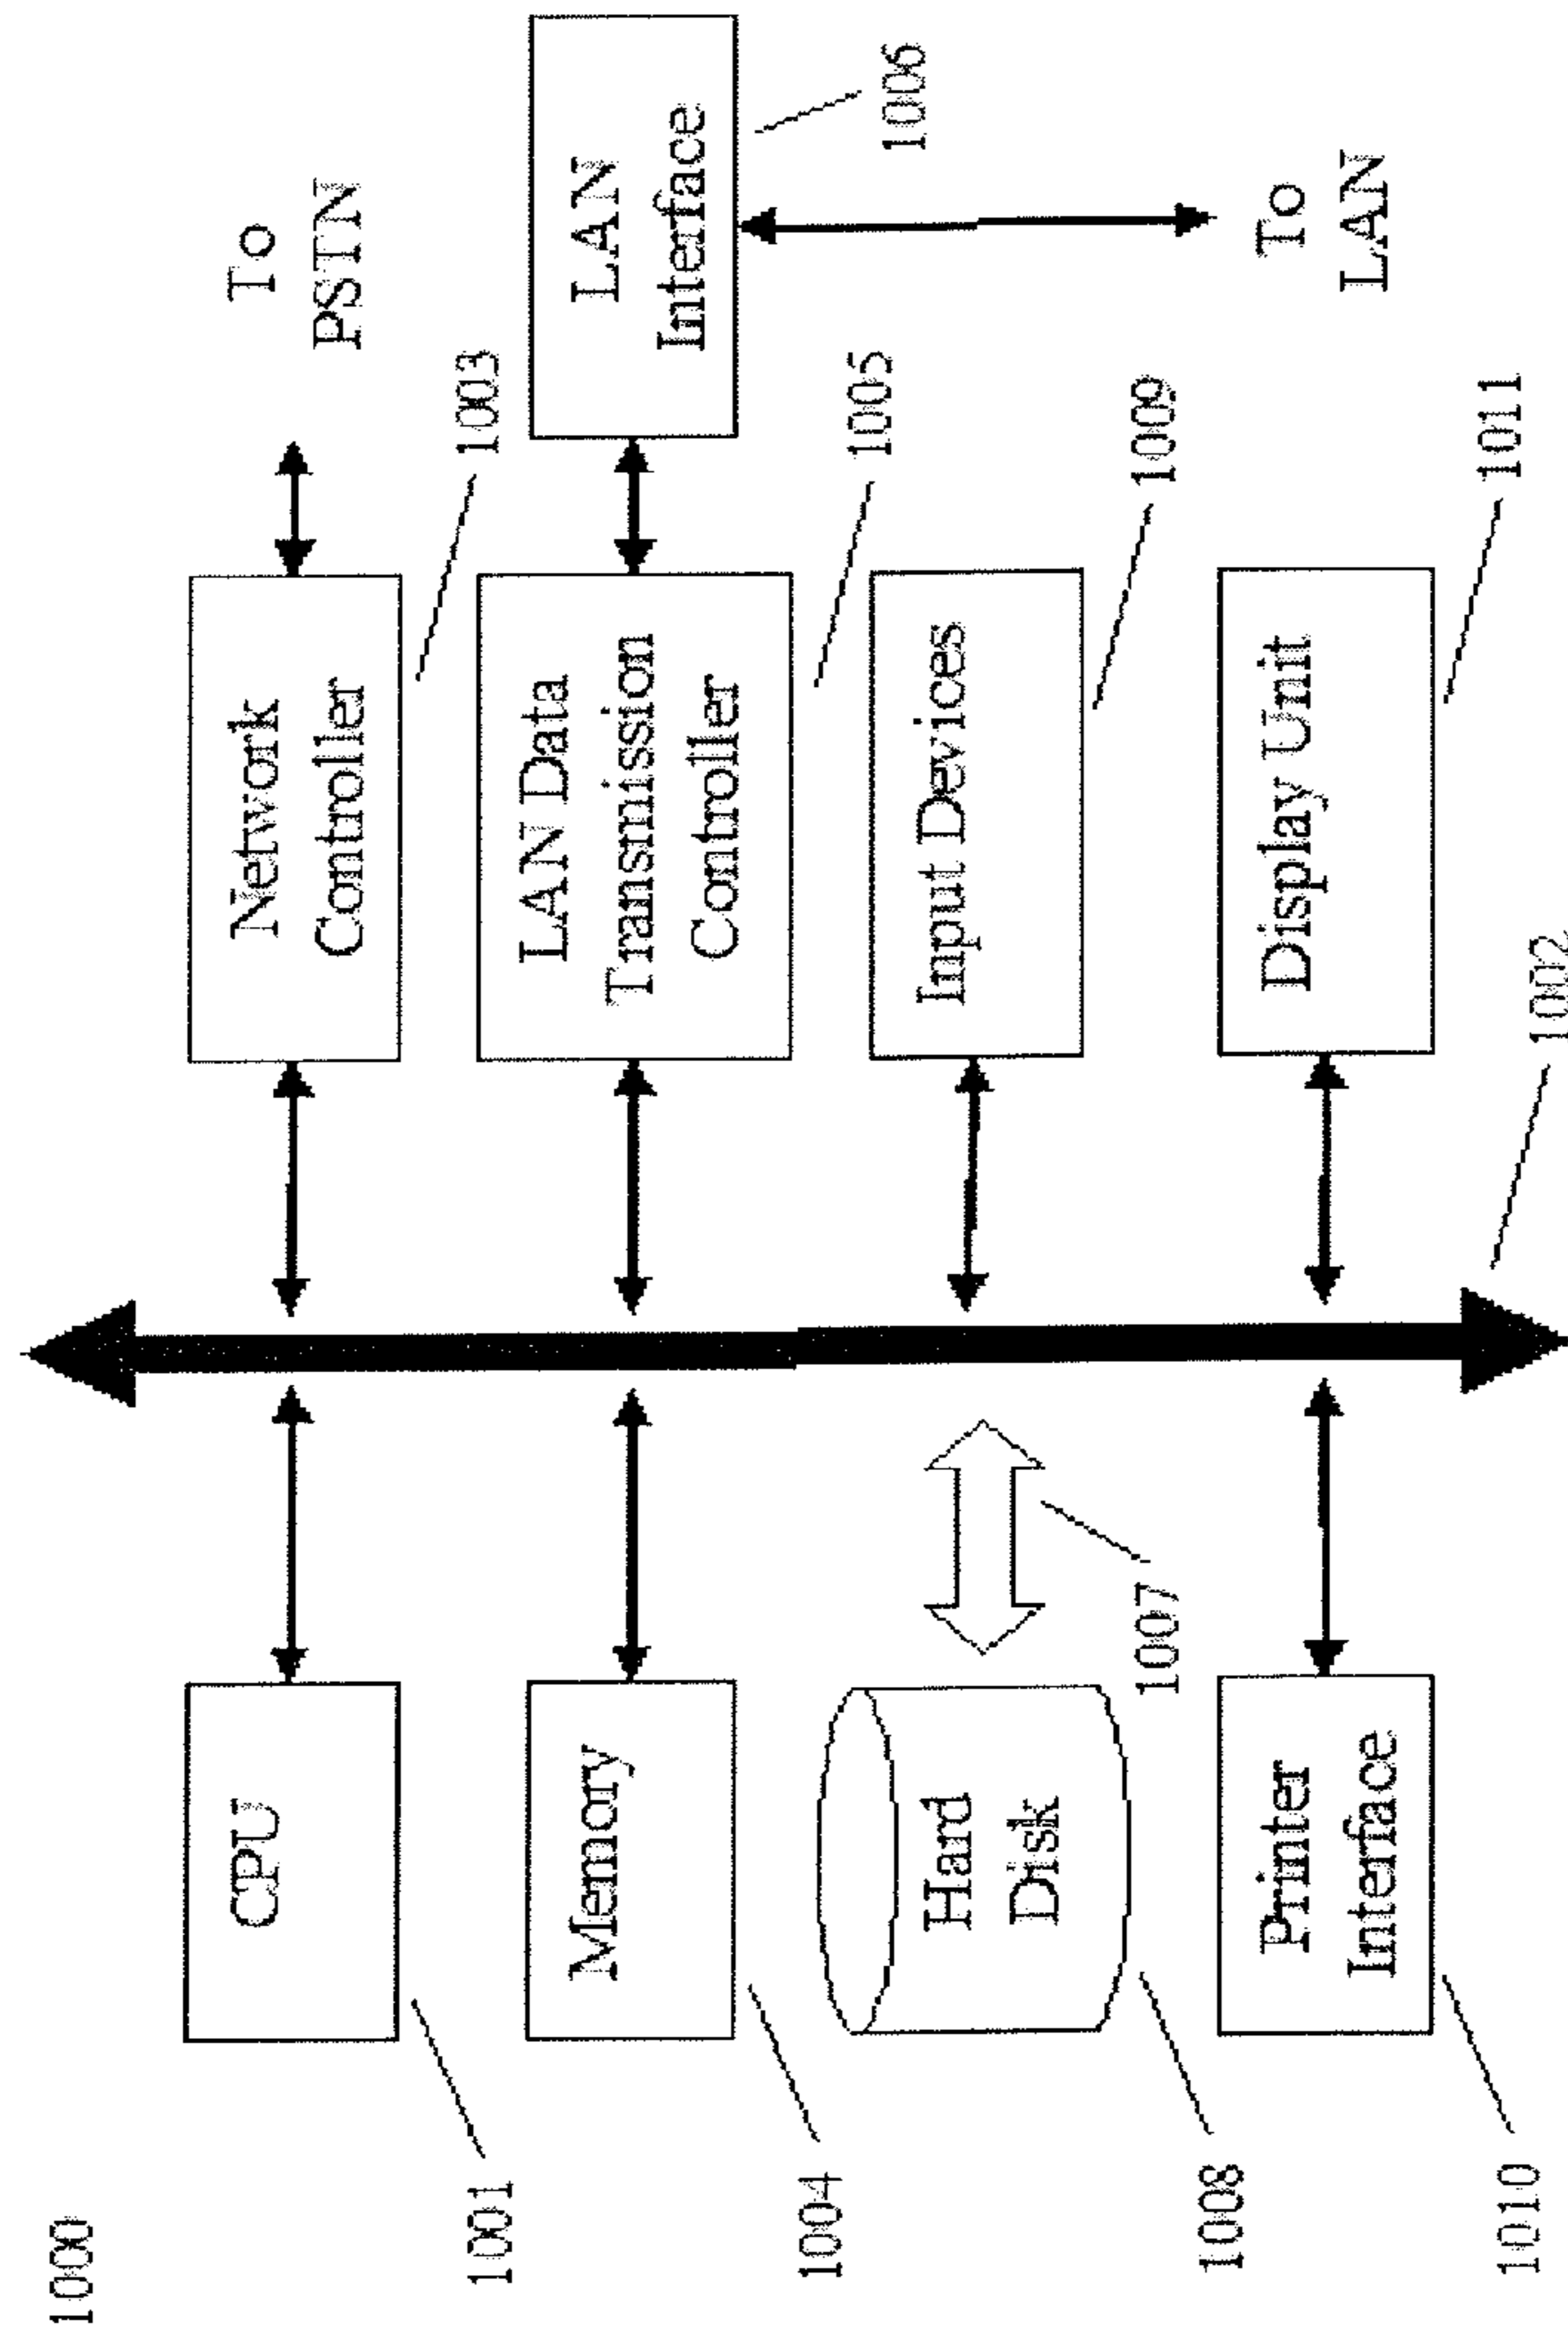 1000
CPU
1001
Network
Controller
1003
To
PSTN
Memory
1004
LAN Data
Transmission
Controller
1005
LAN
Interface
1006
Hard
Disk
1008
1007
Input Devices
1009
To
LAN
Printer
Interface
1010
Display Unit
1011
1002